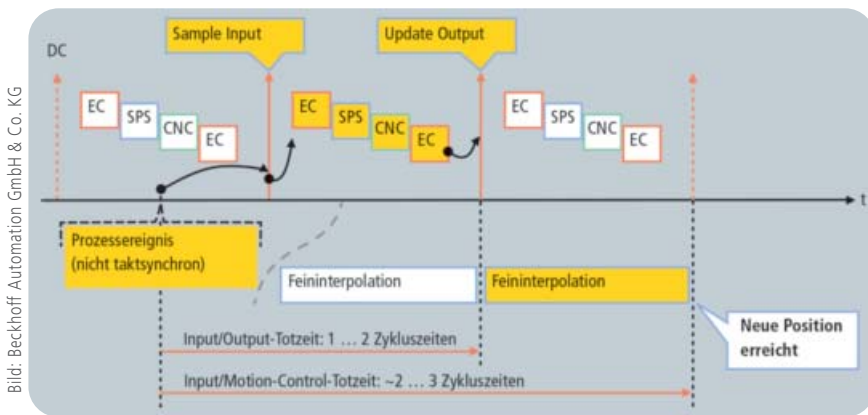 Bild: Beckhoff Automation GmbH & Co. KG
DC
Sample Input
Update Output
EC
SPS
CNC
EC
EC
SPS
CNC
EC
EC
SPS
CNC
EC
t
Prozessereignis
(nicht taktsynchron)
Feininterpolation
Feininterpolation
Neue Position
erreicht
Input/Output-Totzeit: 1 … 2 Zykluszeiten
Input/Motion-Control-Totzeit: ~2 … 3 Zykluszeiten